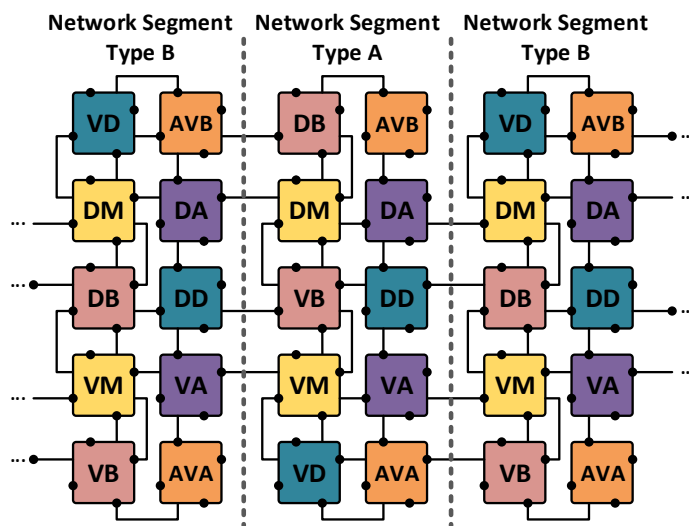 Network Segment Type B
Network Segment Type A
Network Segment Type B
VD AVB DB AVB VD AVB ...
DM DA DM DA DM DA ...
...
DB DD VB DD DB DD ...
...
VM VA VM VA VM VA ...
...
VB AVA VD AVA VB AVA
...